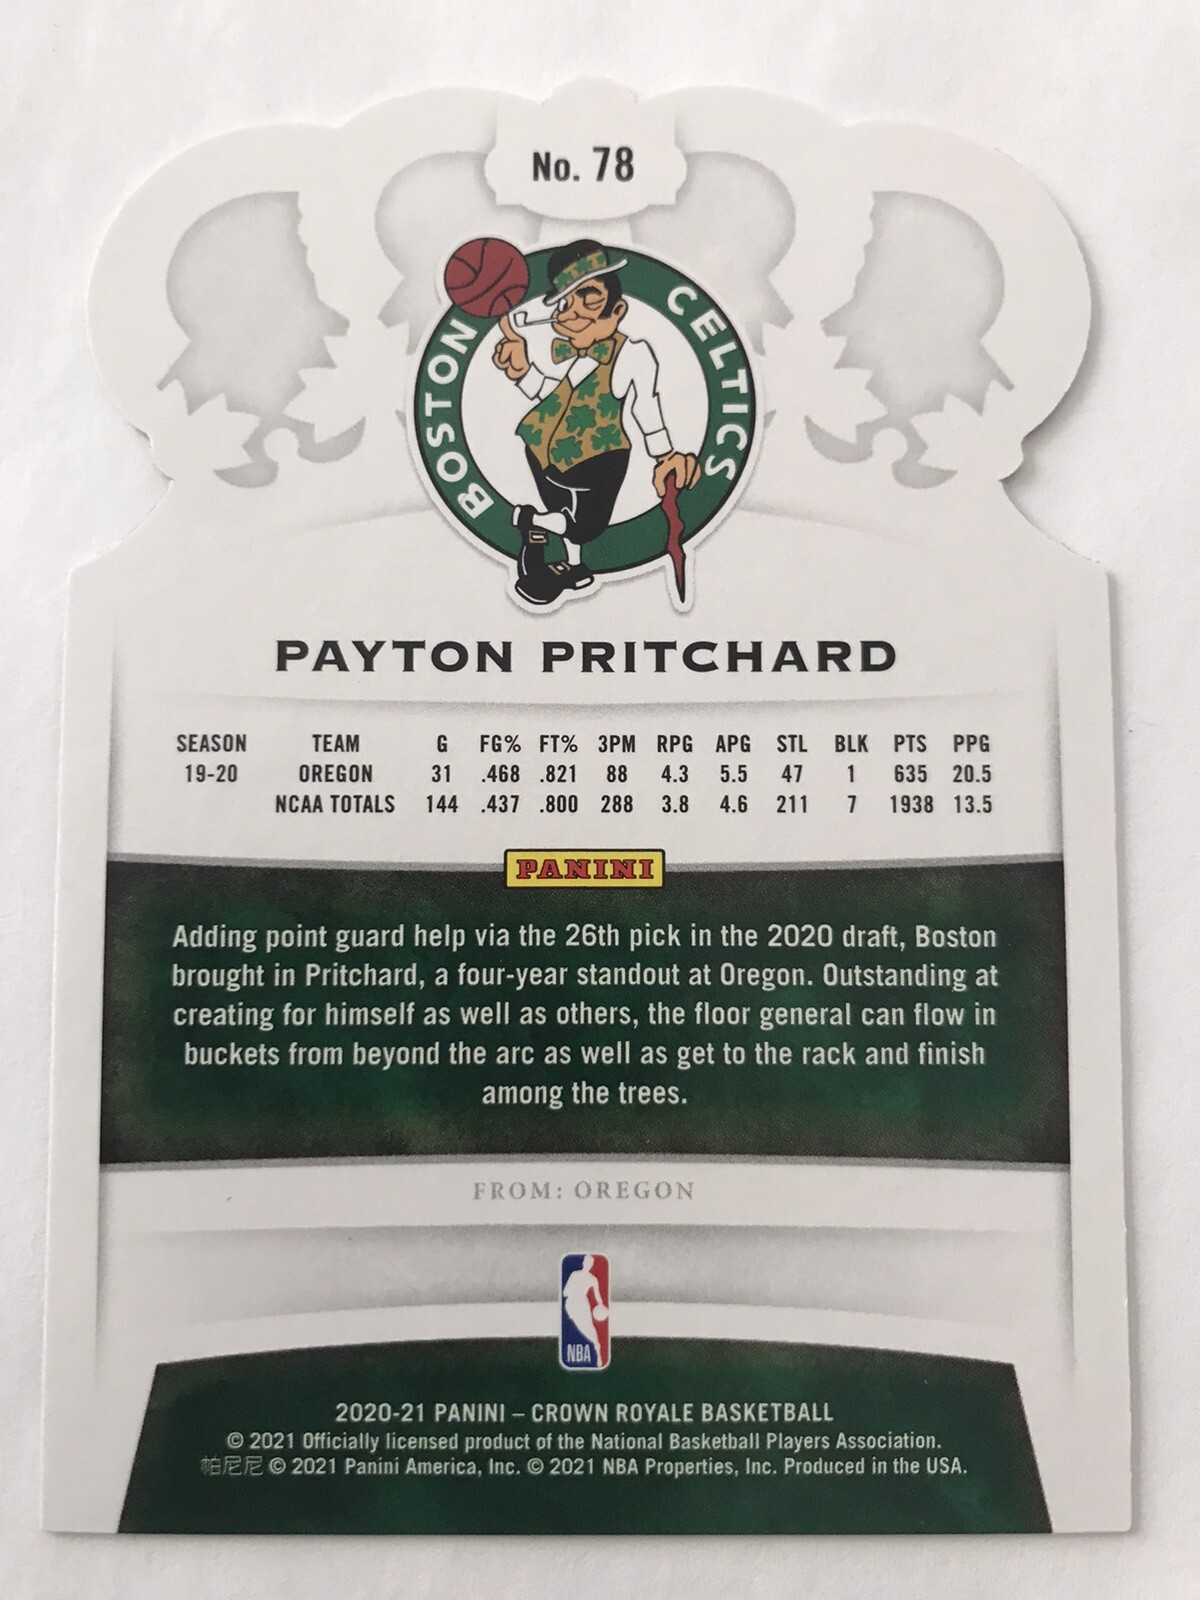 No. 78
BOSTON CELTICS
PAYTON PRITCHARD
SEASON TEAM G FG% FT% 3PM RPG APG STL BLK PTS PPG
19-20 OREGON 31 .468 .821 88 4.3 5.5 47 1 635 20.5
NCAA TOTALS 144 .437 .800 288 3.8 4.6 211 7 1938 13.5
PANINI
Adding point guard help via the 26th pick in the 2020 draft, Boston
brought in Pritchard, a four-year standout at Oregon. Outstanding at
creating for himself as well as others, the floor general can flow in
buckets from beyond the arc as well as get to the rack and finish
among the trees.
FROM: OREGON
NBA
2020-21 PANINI – CROWN ROYALE BASKETBALL
© 2021 Officially licensed product of the National Basketball Players Association.
帕尼尼 © 2021 Panini America, Inc. © 2021 NBA Properties, Inc. Produced in the USA.